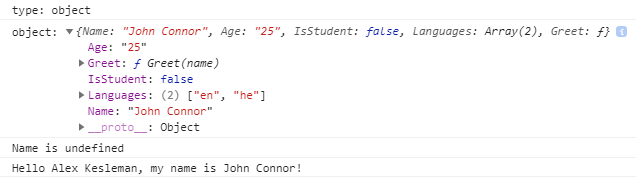 type: object
object: ▼{Name: "John Connor", Age: "25", IsStudent: false, Languages: Array(2), Greet: ƒ} i
Age: "25"
▶Greet: ƒ Greet(name)
IsStudent: false
▶Languages: (2) ["en", "he"]
Name: "John Connor"
▶__proto__: Object
Name is undefined
Hello Alex Kesleman, my name is John Connor!